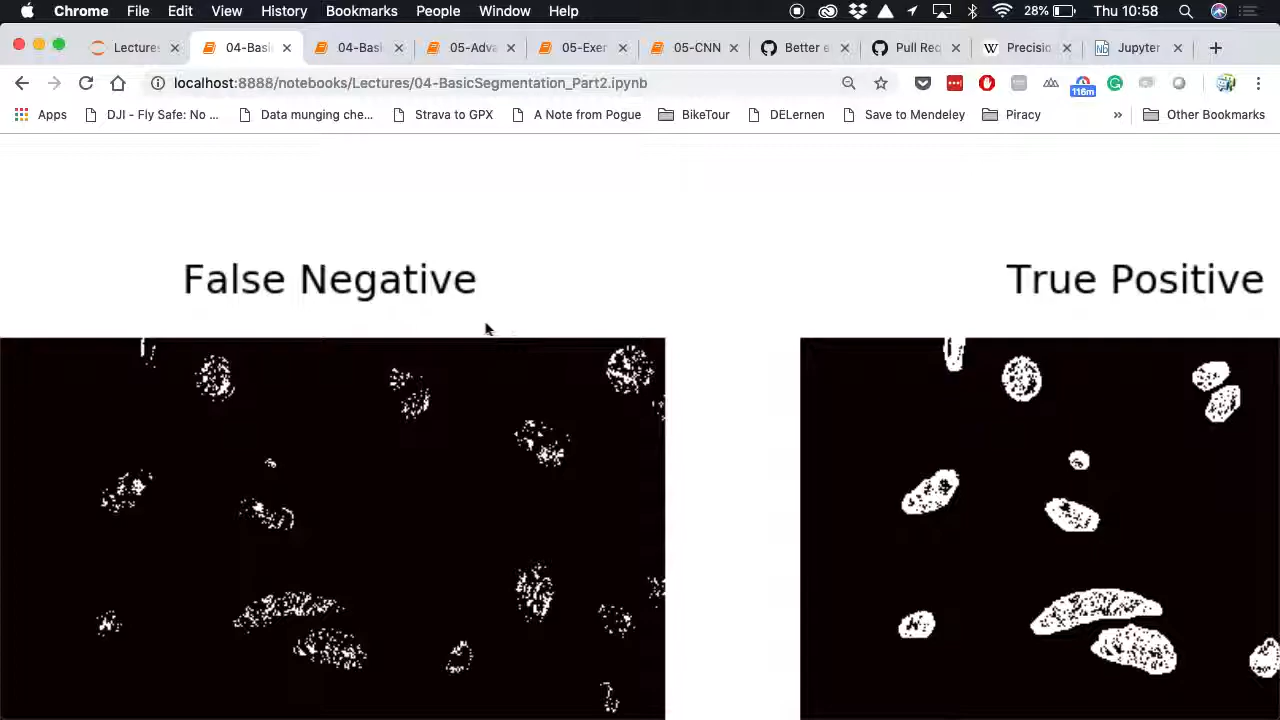 Chrome File Edit View History Bookmarks People Window Help 28% Thu 10:58
Lectures 04-Basi 04-Basi 05-Adva 05-Exer 05-CNN Better e Pull Req Precisio Jupyter
localhost:8888/notebooks/Lectures/04-BasicSegmentation_Part2.ipynb 116m
Apps DJI - Fly Safe: No ... Data munging che... Strava to GPX A Note from Pogue BikeTour DELernen Save to Mendeley Piracy » Other Bookmarks
False Negative True Positive